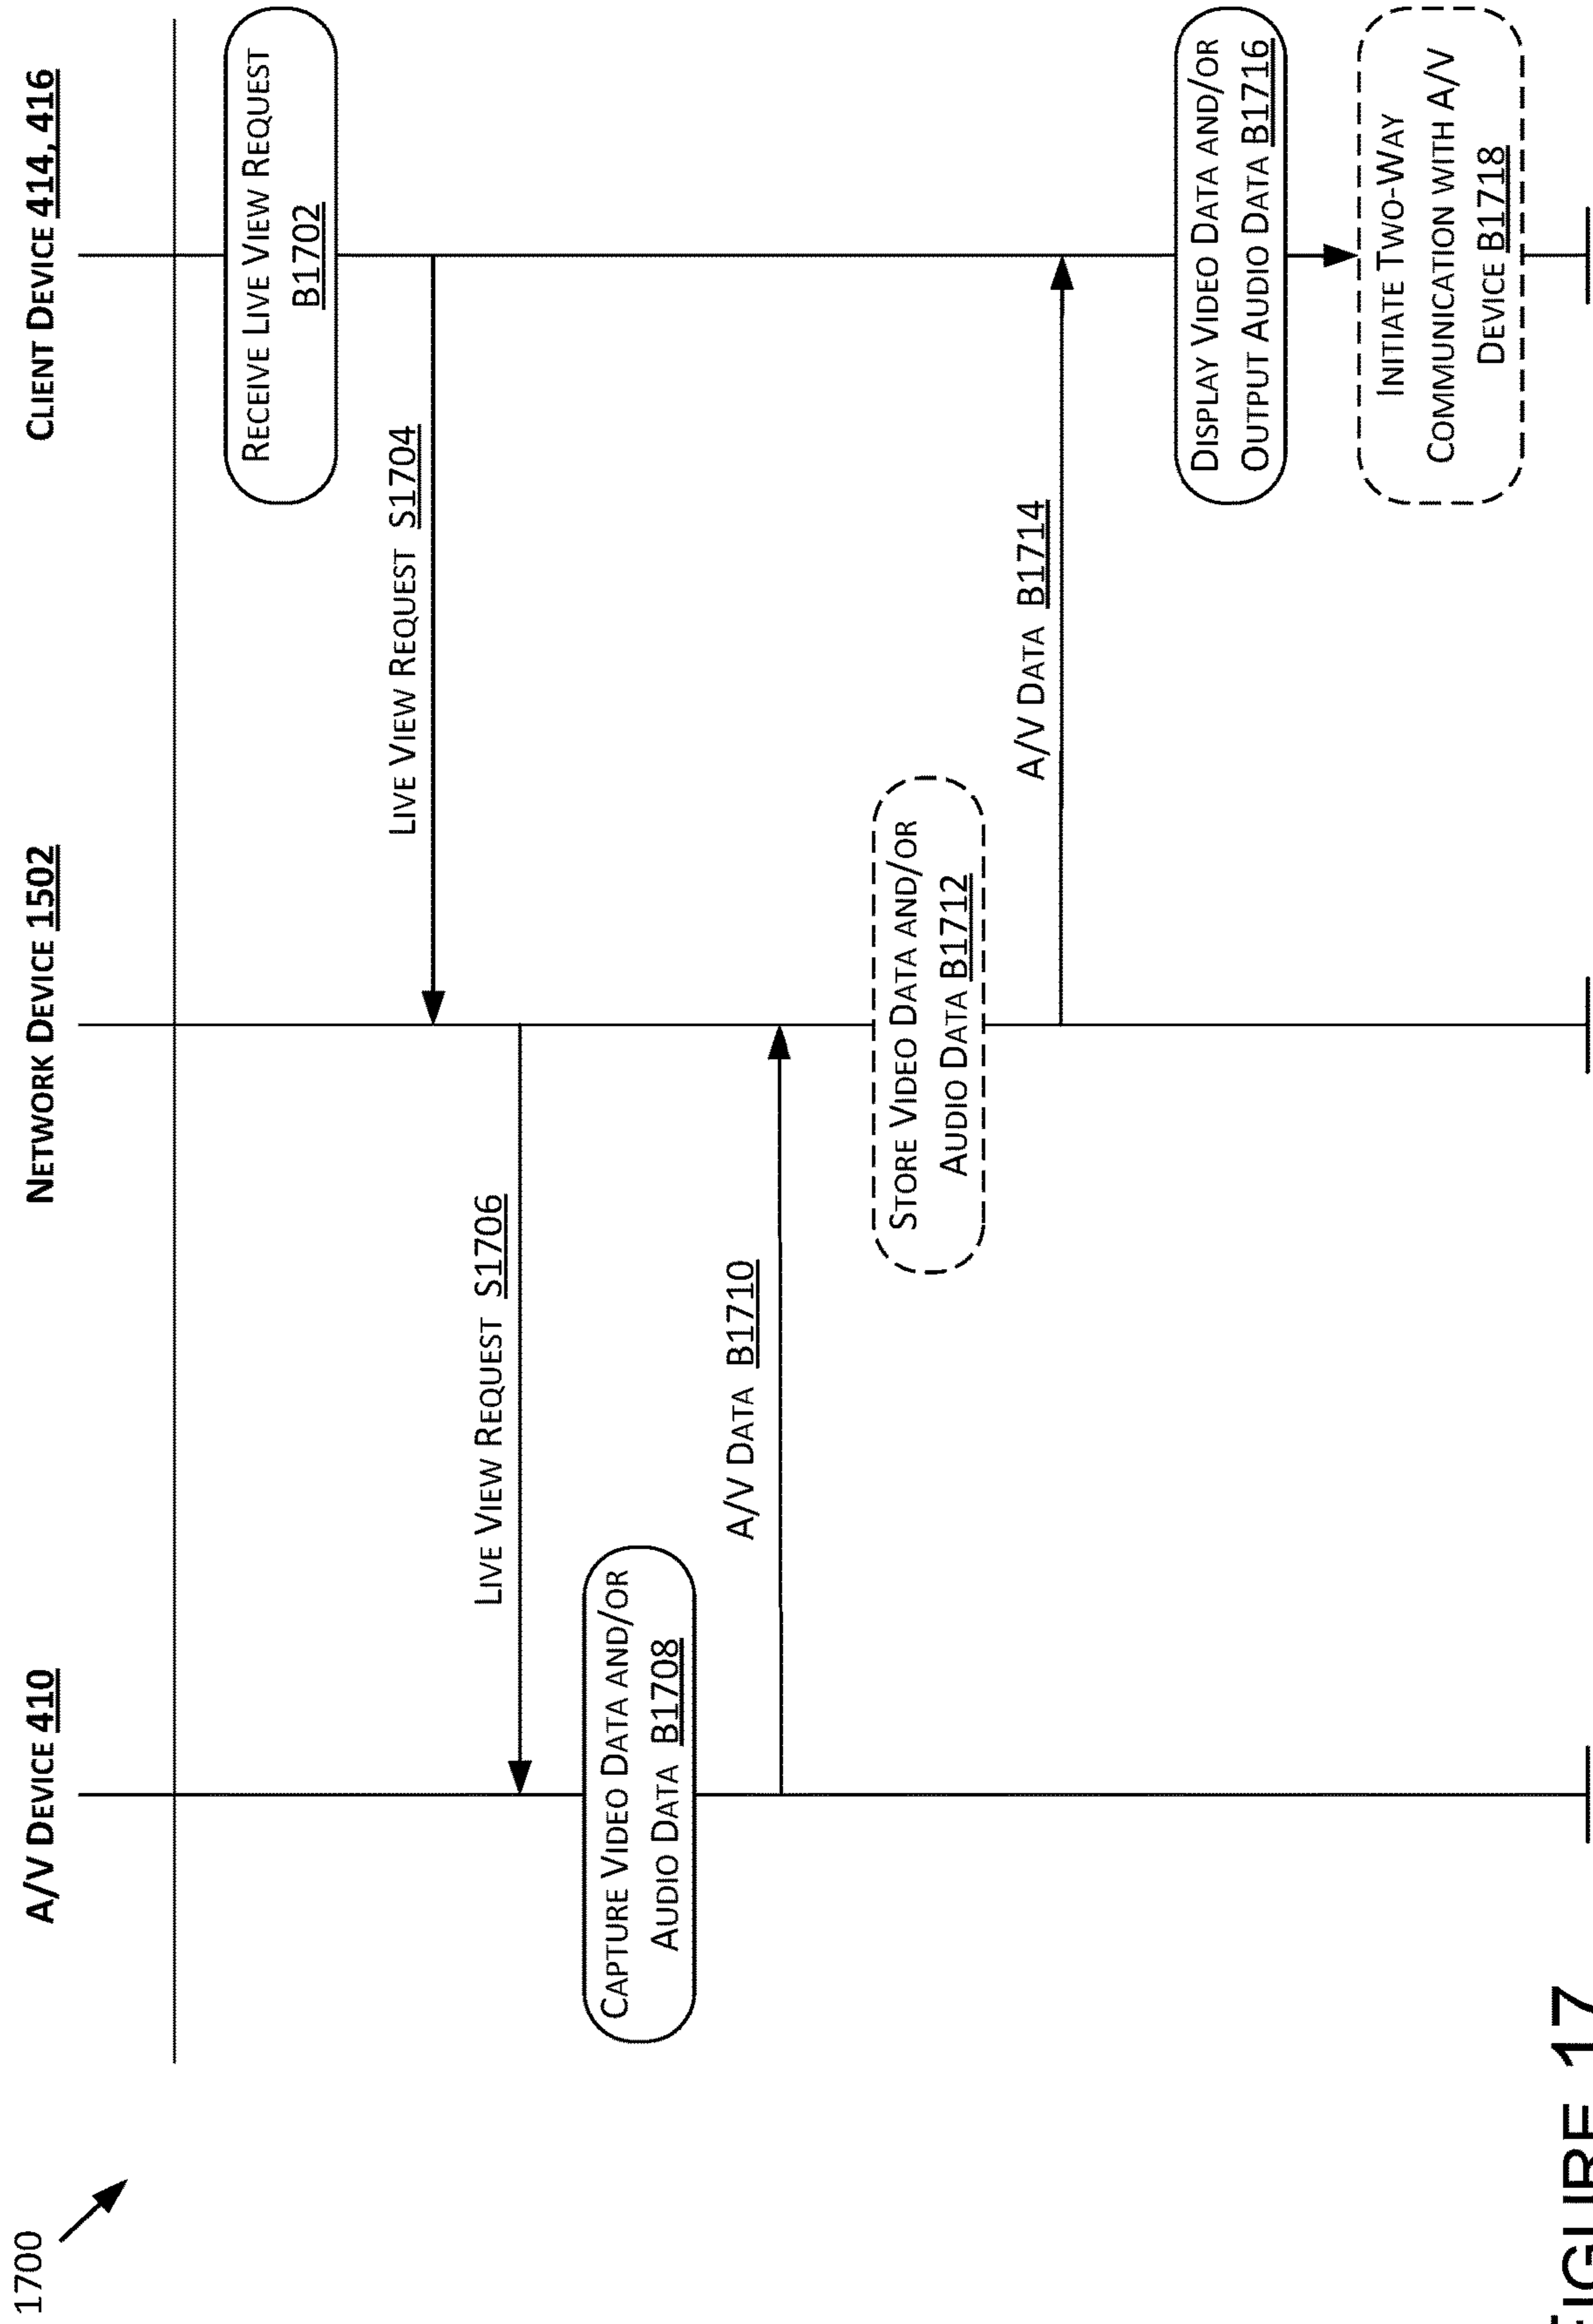 1700
A/V DEVICE 410
NETWORK DEVICE 1502
CLIENT DEVICE 414, 416
RECEIVE LIVE VIEW REQUEST
B1702
LIVE VIEW REQUEST S1704
LIVE VIEW REQUEST S1706
CAPTURE VIDEO DATA AND/OR
AUDIO DATA B1708
A/V DATA B1710
STORE VIDEO DATA AND/OR
AUDIO DATA B1712
A/V DATA B1714
DISPLAY VIDEO DATA AND/OR
OUTPUT AUDIO DATA B1716
INITIATE TWO-WAY
COMMUNICATION WITH A/V
DEVICE B1718
FIGURE 17